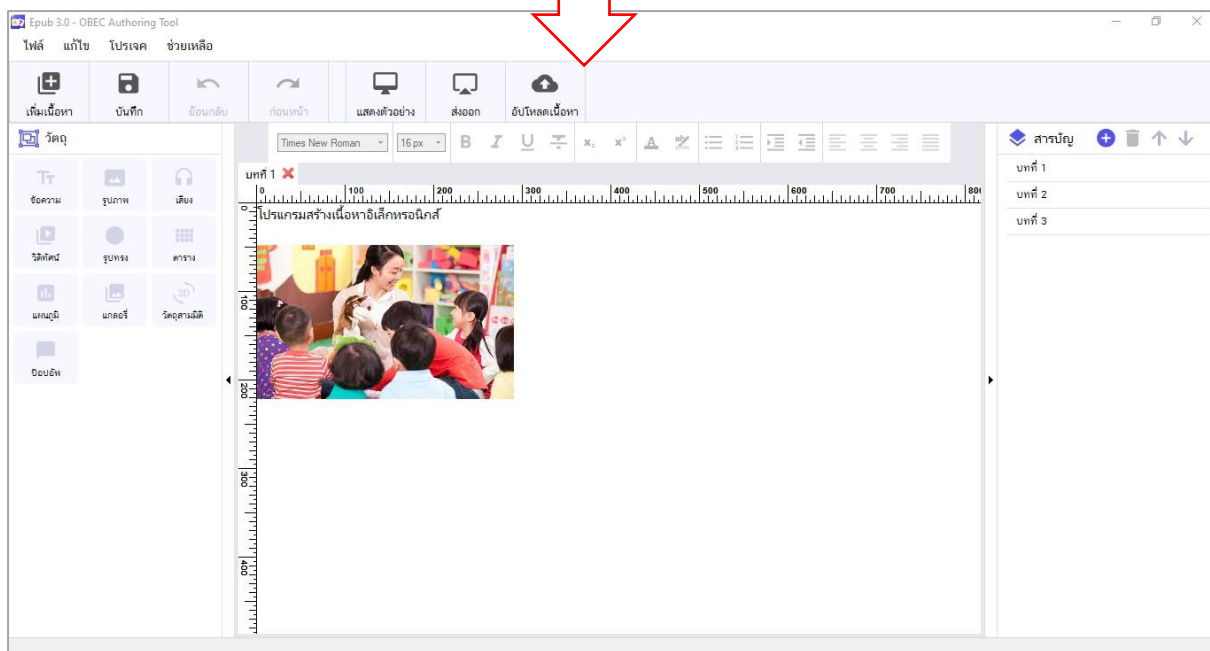 Epub 3.0 - OBEC Authoring Tool
ไฟล์ แก้ไข โปรเจค ช่วยเหลือ
เพิ่มเนื้อหา บันทึก ย้อนกลับ ก่อนหน้า แสดงตัวอย่าง ส่งออก อัปโหลดเนื้อหา
วัตถุ
Times New Roman 16 px B I U T x₂ x² A aby
สารบัญ
บทที่ 1
บทที่ 1
บทที่ 2
บทที่ 3
Tт
ข้อความ รูปภาพ เสียง
วิดีทัศน์ รูปทรง ตาราง
3D
แผนภูมิ แกลอรี่ วัตถุสามมิติ
ป๊อบอัพ
0 100 200 300 400 500 600 700 80
โปรแกรมสร้างเนื้อหาอิเล็กทรอนิกส์
0
100
200
300
400